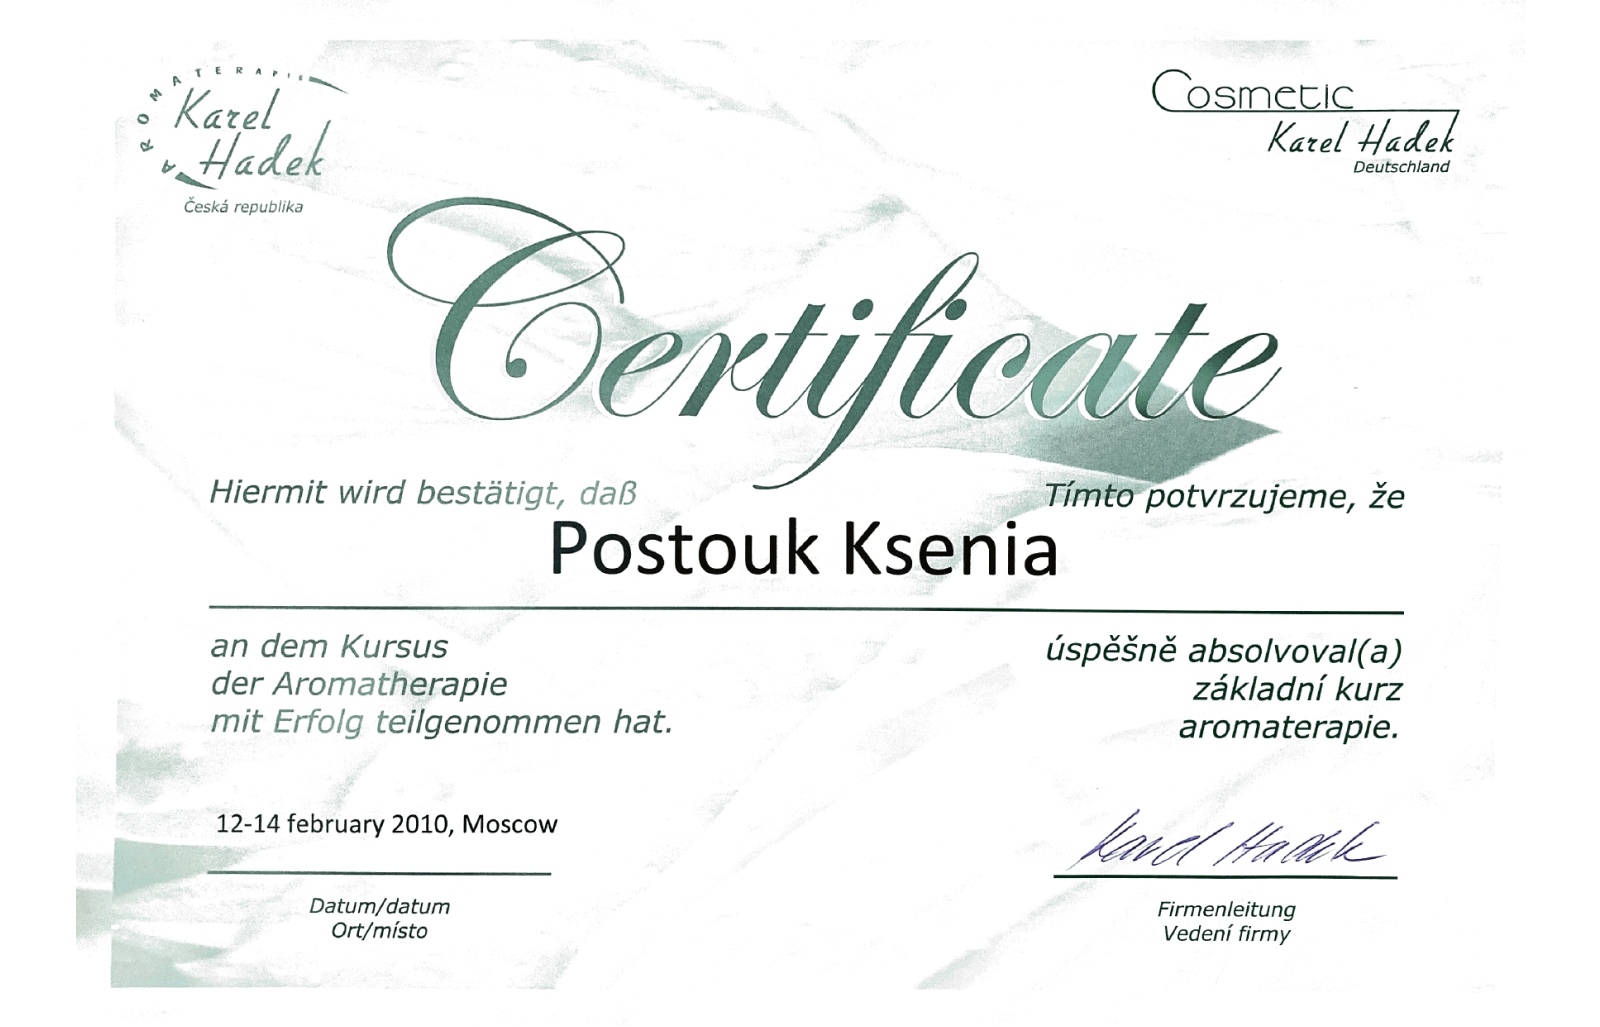 AROMATERAPIE
Karel
Hadek
Česká republika
Cosmetic
Karel Hadek
Deutschland
Certificate
Hiermit wird bestätigt, daß
Tímto potvrzujeme, že
Postouk Ksenia
an dem Kursus
der Aromatherapie
mit Erfolg teilgenommen hat.
úspěšně absolvoval(a)
základní kurz
aromaterapie.
12-14 february 2010, Moscow
Karel Hadek
Datum/datum
Ort/místo
Firmenleitung
Vedení firmy